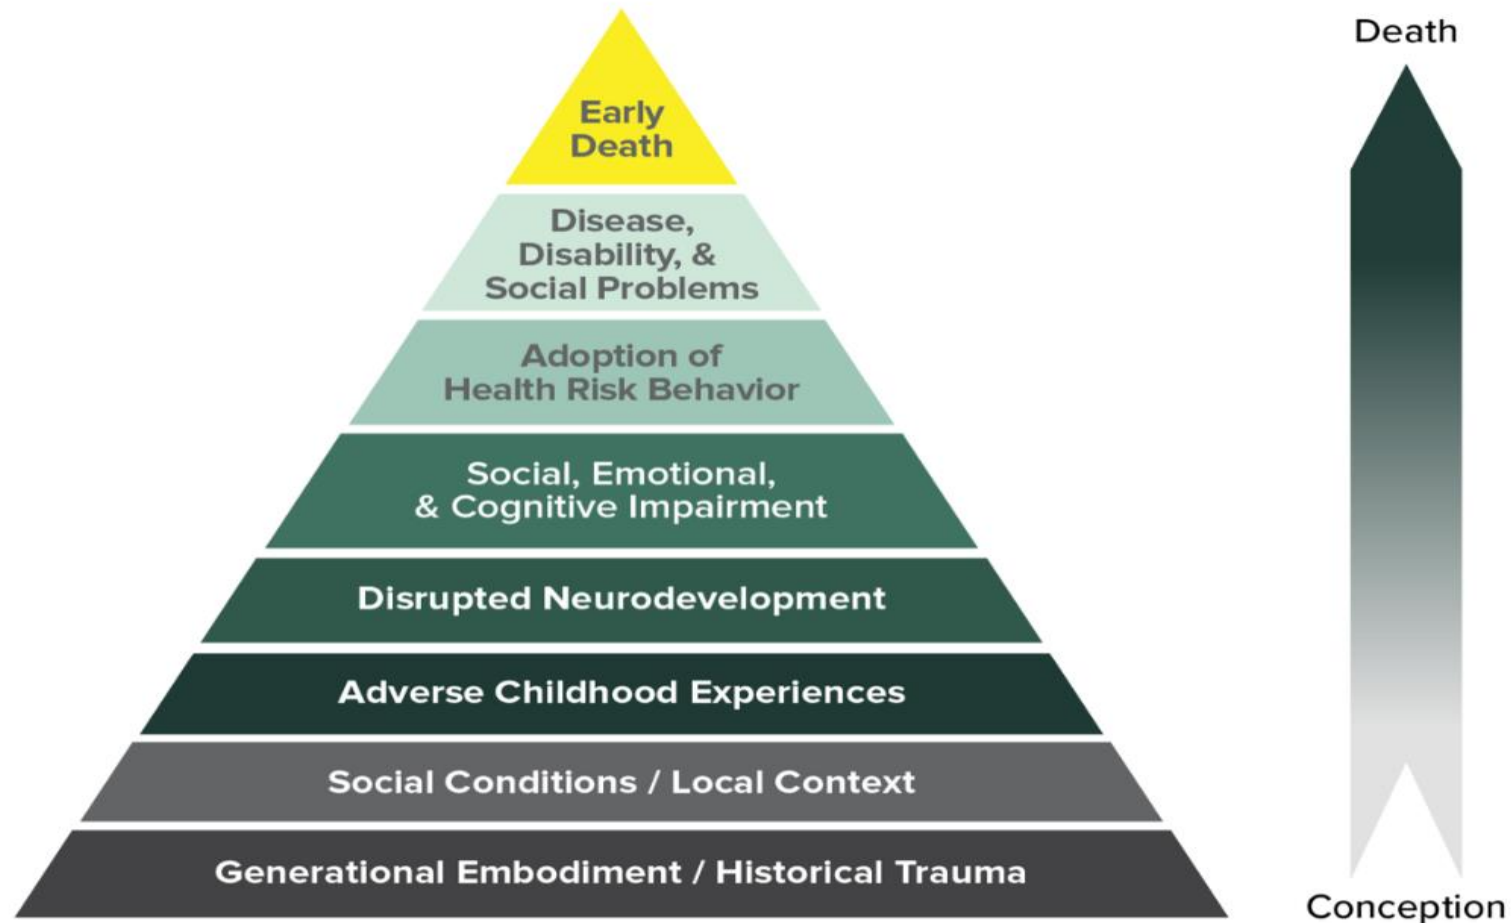 Death
Early
Death
Disease,
Disability, &
Social Problems
Adoption of
Health Risk Behavior
Social, Emotional,
& Cognitive Impairment
Disrupted Neurodevelopment
Adverse Childhood Experiences
Social Conditions / Local Context
Generational Embodiment / Historical Trauma
Conception